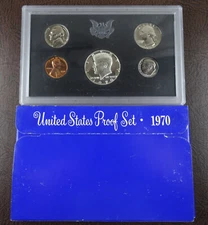 United States Proof Set · 1970